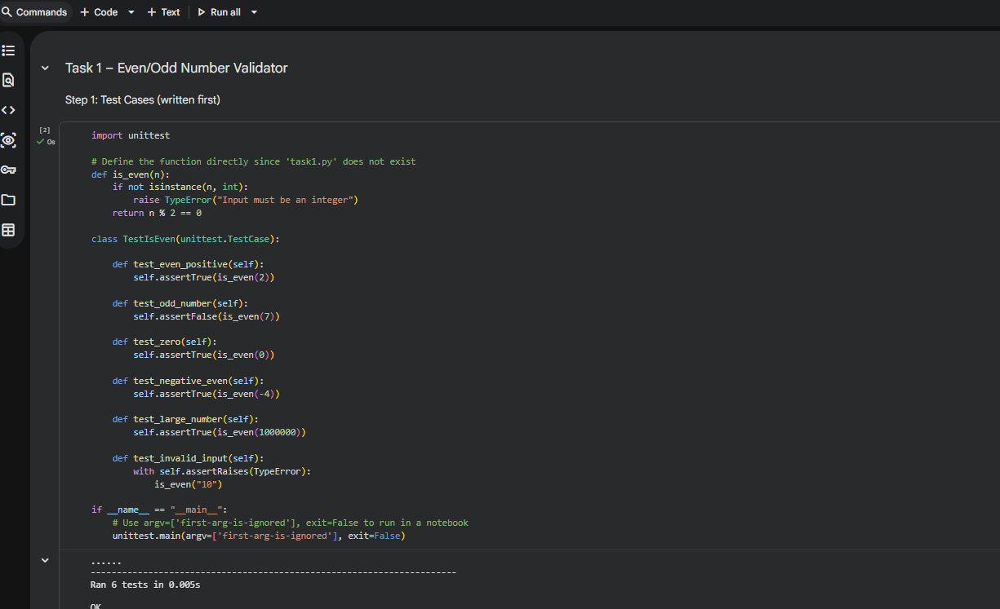 Commands + Code + Text Run all
Task 1 – Even/Odd Number Validator
Step 1: Test Cases (written first)
[2]
0s
import unittest
# Define the function directly since 'task1.py' does not exist
def is_even(n):
    if not isinstance(n, int):
        raise TypeError("Input must be an integer")
    return n % 2 == 0
class TestIsEven(unittest.TestCase):
    def test_even_positive(self):
        self.assertTrue(is_even(2))
    def test_odd_number(self):
        self.assertFalse(is_even(7))
    def test_zero(self):
        self.assertTrue(is_even(0))
    def test_negative_even(self):
        self.assertTrue(is_even(-4))
    def test_large_number(self):
        self.assertTrue(is_even(1000000))
    def test_invalid_input(self):
        with self.assertRaises(TypeError):
            is_even("10")
if __name__ == "__main__":
    # Use argv=['first-arg-is-ignored'], exit=False to run in a notebook
    unittest.main(argv=['first-arg-is-ignored'], exit=False)
......
----------------------------------------------------------------------
Ran 6 tests in 0.005s
OK